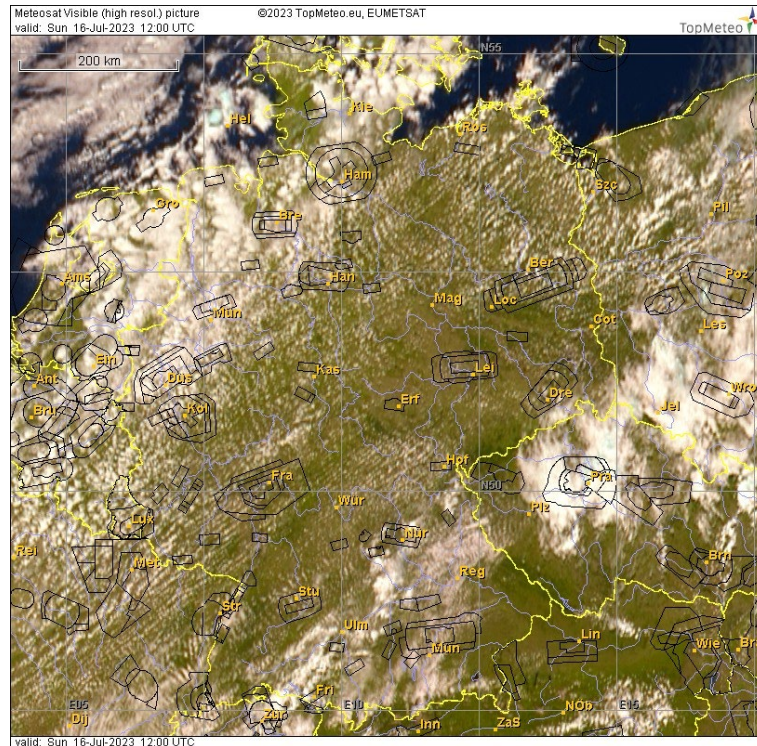 Meteosat Visible (high resol.) picture ©2023 TopMeteo.eu, EUMETSAT
valid: Sun 16-Jul-2023 12:00 UTC
TopMeteo
N55
200 km
Kie
Hel
Ros
Ham
Szc
Gro
Bre
Pil
Ber
Ams
Han
Poz
Mün
Mag
Loc
Cot
Les
Ein
Kas
Lei
Ant
Düs
Erf
Dre
Wro
Bru
Köl
Jel
Hof
Fra
N50
Pra
Wür
Plz
Lux
Nür
Rei
Met
Brn
Reg
Str
Stu
Ulm
Lin
Mün
Wie
Br
Fri
E05
E10
E15
NÖb
Dij
Zür
Inn
ZaS
valid: Sun 16-Jul-2023 12:00 UTC